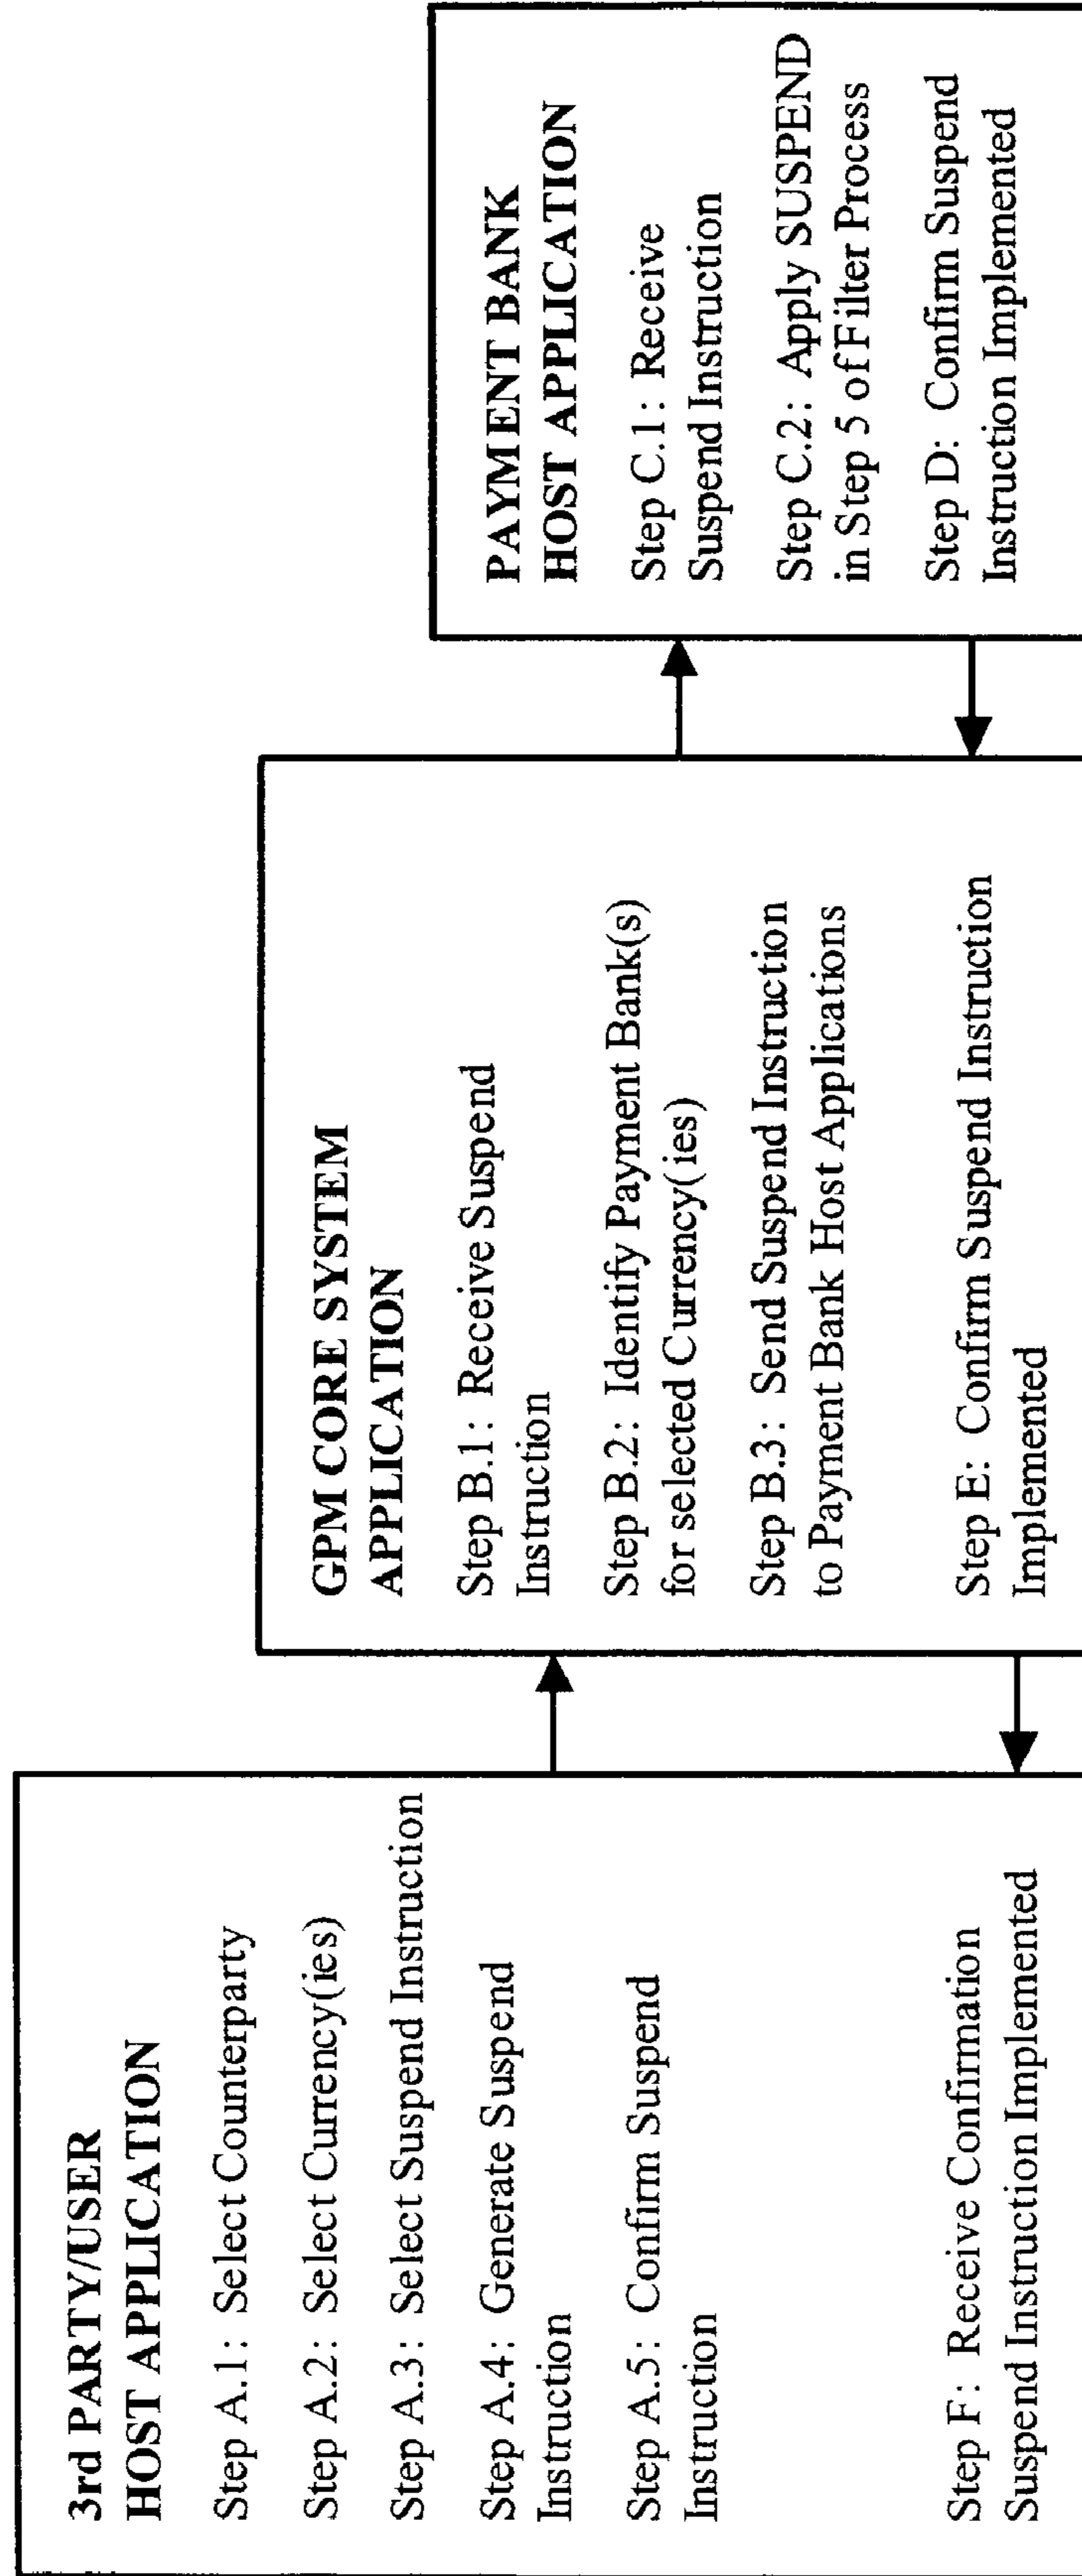 3rd PARTY/USER
HOST APPLICATION
Step A.1: Select Counterparty
Step A.2: Select Currency(ies)
Step A.3: Select Suspend Instruction
Step A.4: Generate Suspend
Instruction
Step A.5: Confirm Suspend
Instruction
Step F: Receive Confirmation
Suspend Instruction Implemented
GPM CORE SYSTEM
APPLICATION
Step B.1: Receive Suspend
Instruction
Step B.2: Identify Payment Bank(s)
for selected Currency(ies)
Step B.3: Send Suspend Instruction
to Payment Bank Host Applications
Step E: Confirm Suspend Instruction
Implemented
PAYMENT BANK
HOST APPLICATION
Step C.1: Receive
Suspend Instruction
Step C.2: Apply SUSPEND
in Step 5 of Filter Process
Step D: Confirm Suspend
Instruction Implemented